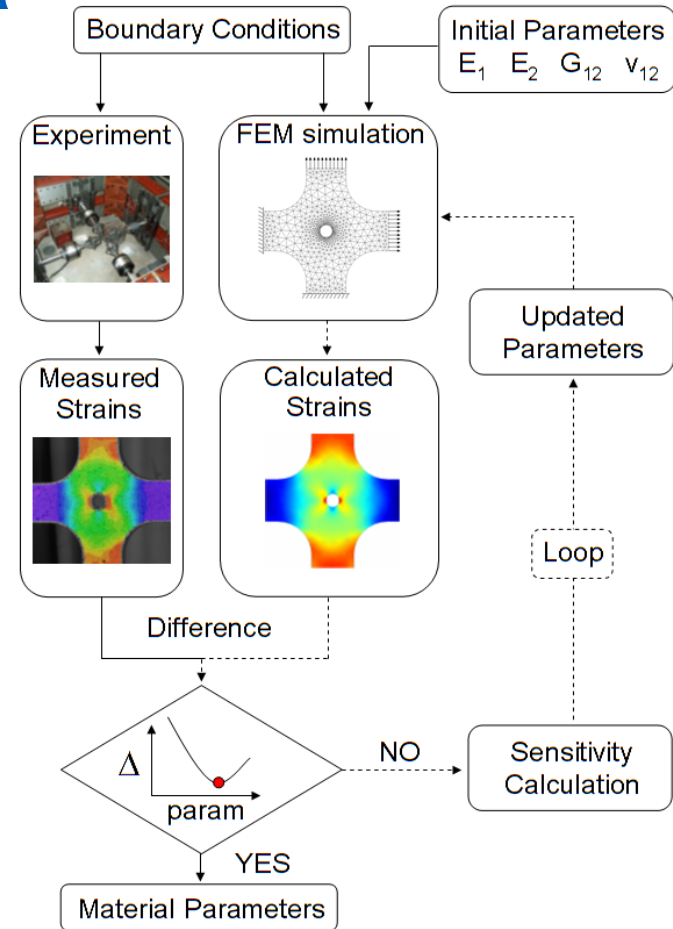 Boundary Conditions
Initial Parameters
E1 E2 G12 v12
Experiment
FEM simulation
Updated
Parameters
Measured
Strains
Calculated
Strains
Loop
Difference
Δ
param
NO
Sensitivity
Calculation
YES
Material Parameters